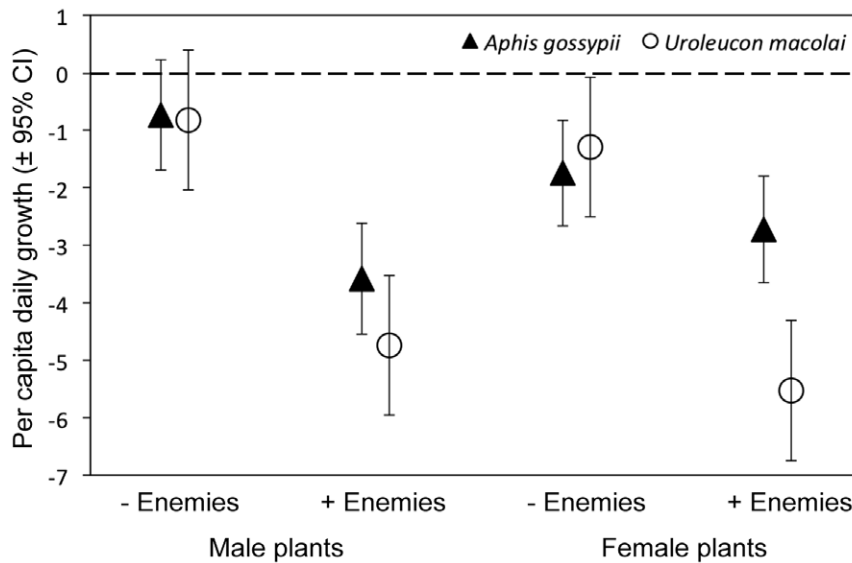 Per capita daily growth (± 95% CI)
1
0
-1
-2
-3
-4
-5
-6
-7
Aphis gossypii
Uroleucon macolai
- Enemies
+ Enemies
- Enemies
+ Enemies
Male plants
Female plants